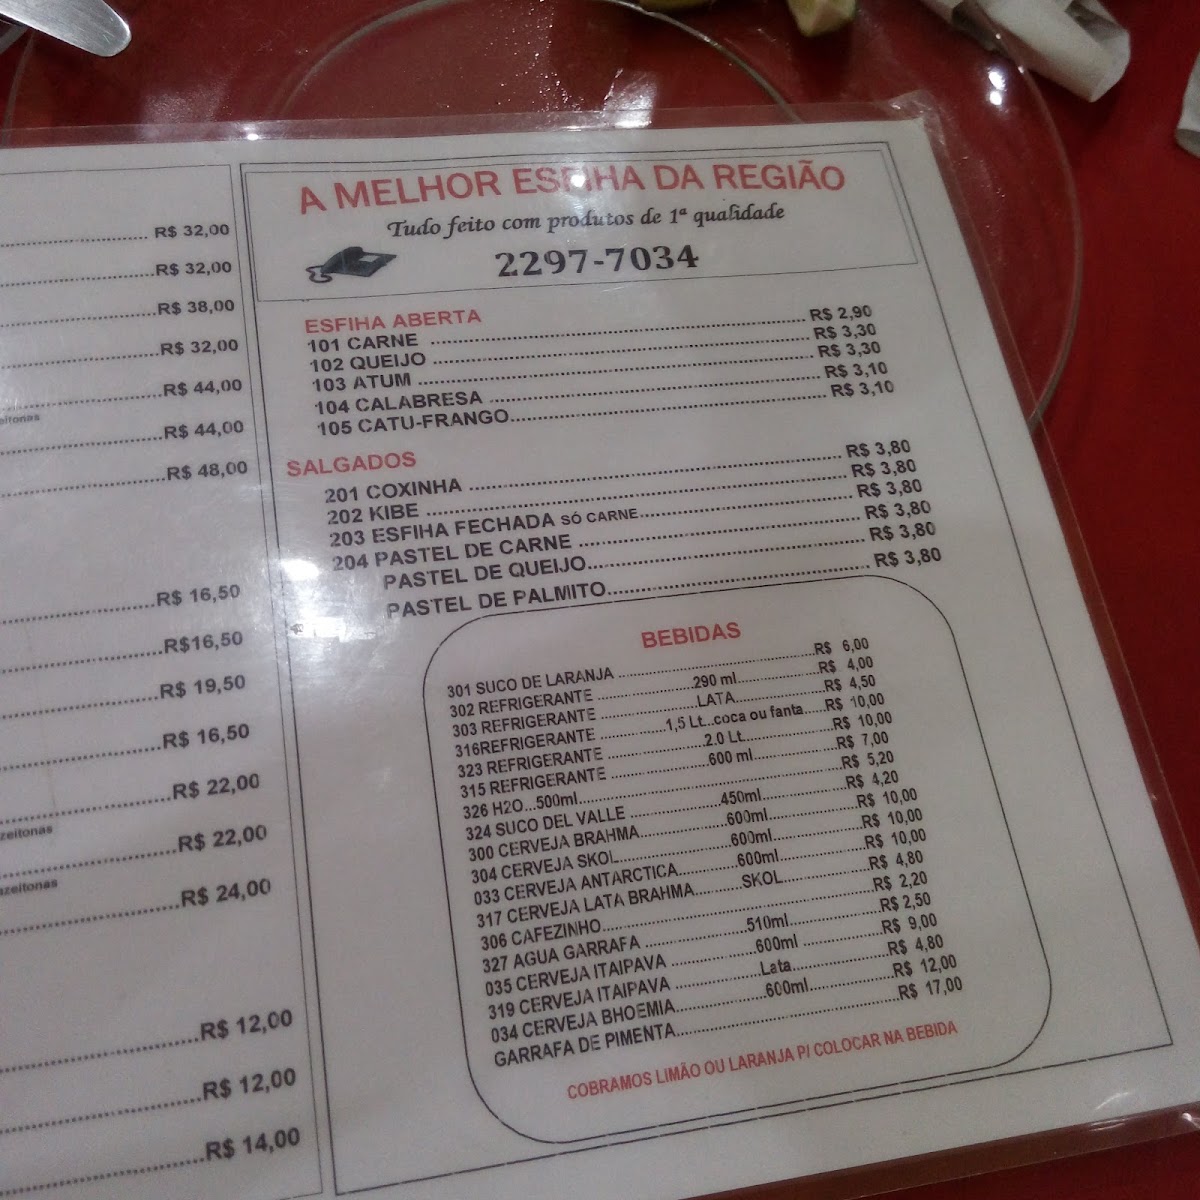 R$ 32,00
R$ 32,00
R$ 38,00
R$ 32,00
R$ 44,00
R$ 44,00
R$ 48,00
R$ 16,50
R$16,50
R$ 19,50
R$ 16,50
R$ 22,00
R$ 22,00
R$ 24,00
R$ 12,00
R$ 12,00
R$ 14,00
A MELHOR ESFIHA DA REGIÃO
Tudo feito com produtos de 1ª qualidade
2297-7034
ESFIHA ABERTA
101 CARNE R$ 2,90
102 QUEIJO R$ 3,30
103 ATUM R$ 3,30
104 CALABRESA R$ 3,10
105 CATU-FRANGO R$ 3,10
SALGADOS
201 COXINHA R$ 3,80
202 KIBE R$ 3,80
203 ESFIHA FECHADA SÓ CARNE R$ 3,80
204 PASTEL DE CARNE R$ 3,80
PASTEL DE QUEIJO R$ 3,80
PASTEL DE PALMITO R$ 3,80
BEBIDAS
301 SUCO DE LARANJA R$ 6,00
302 REFRIGERANTE 290 ml R$ 4,00
303 REFRIGERANTE LATA R$ 4,50
316REFRIGERANTE 1,5 Lt..coca ou fanta R$ 10,00
323 REFRIGERANTE 2.0 Lt R$ 10,00
315 REFRIGERANTE 600 ml R$ 7,00
326 H2O...500ml R$ 5,20
324 SUCO DEL VALLE 450ml R$ 4,20
300 CERVEJA BRAHMA 600ml R$ 10,00
304 CERVEJA SKOL 600ml R$ 10,00
033 CERVEJA ANTARCTICA 600ml R$ 10,00
317 CERVEJA LATA BRAHMA SKOL R$ 4,80
306 CAFEZINHO R$ 2,20
327 AGUA GARRAFA 510ml R$ 2,50
035 CERVEJA ITAIPAVA 600ml R$ 9,00
319 CERVEJA ITAIPAVA Lata R$ 4,80
034 CERVEJA BHOEMIA 600ml R$ 12,00
GARRAFA DE PIMENTA R$ 17,00
COBRAMOS LIMÃO OU LARANJA P/ COLOCAR NA BEBIDA